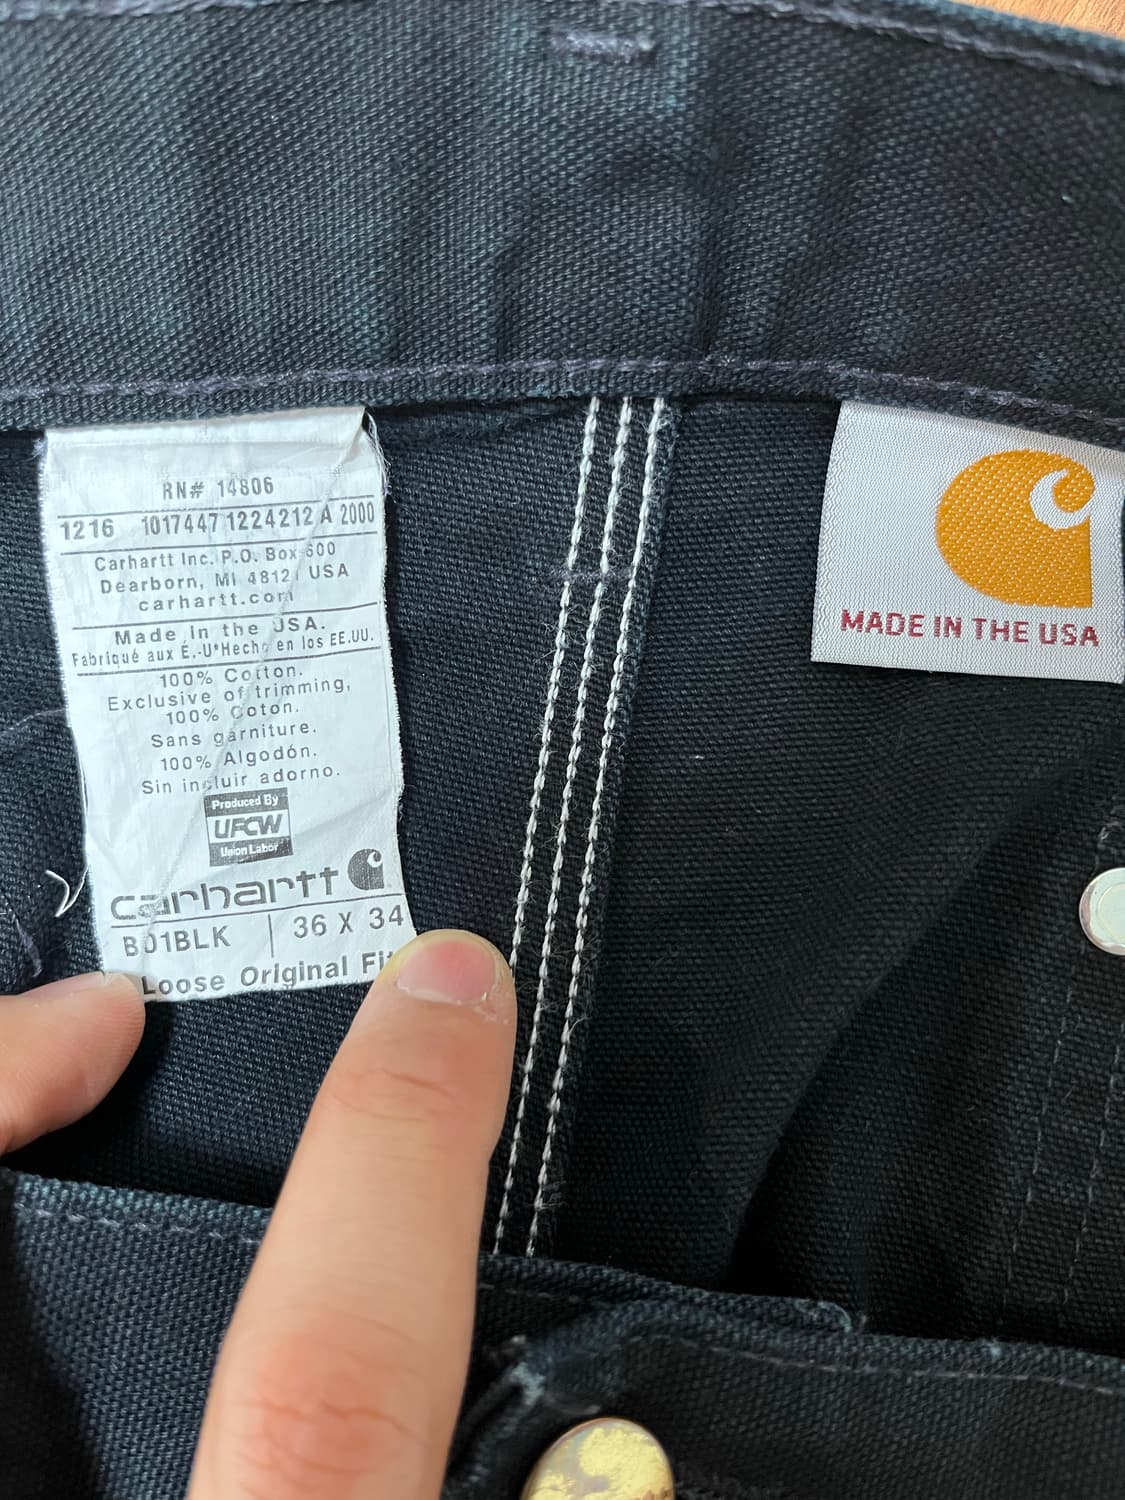 RN# 14806
1216 1017447 1224212 A 2000
Carhartt Inc. P.O. Box 600
Dearborn, MI 4812 USA
carhartt.com
Made in the USA.
Fabriqué aux É.-U*Hecho en los EE.UU.
100% Cotton.
Exclusive of trimming,
100% Coton.
Sans garniture.
100% Algodón.
Sin incluir adorno.
Produced By
UFCW
Union Labor
carhartt
B01BLK | 36 X 34
Loose Original Fit
MADE IN THE USA